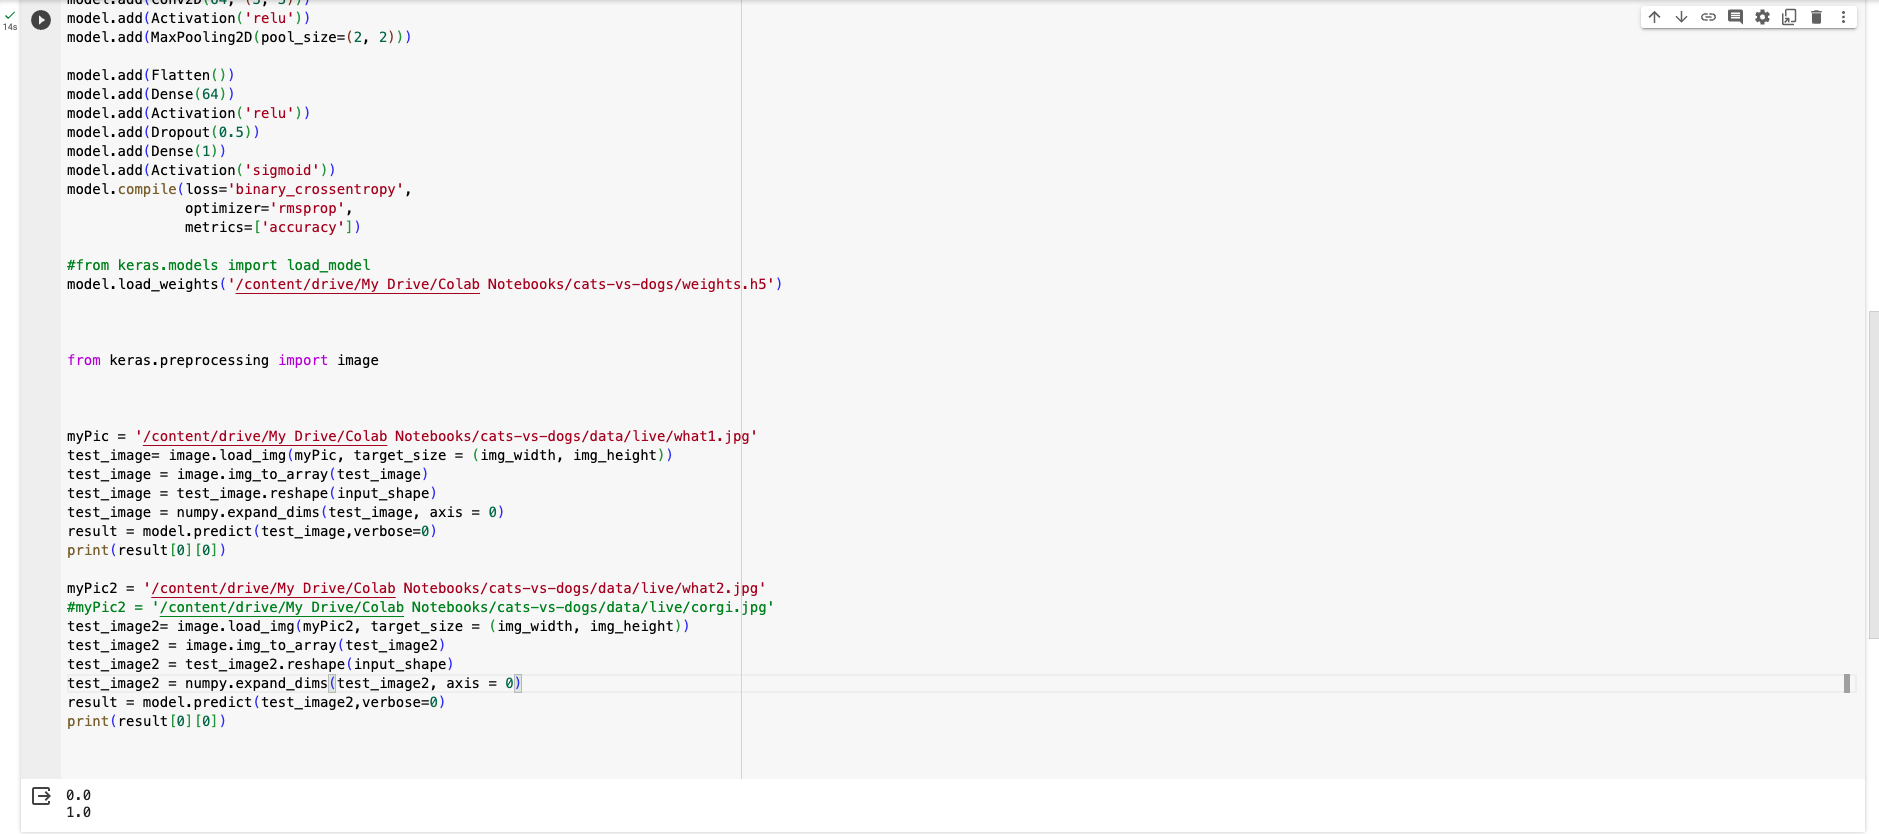 14s
model.add(Conv2D(64, (3, 3)))
model.add(Activation('relu'))
model.add(MaxPooling2D(pool_size=(2, 2)))
model.add(Flatten())
model.add(Dense(64))
model.add(Activation('relu'))
model.add(Dropout(0.5))
model.add(Dense(1))
model.add(Activation('sigmoid'))
model.compile(loss='binary_crossentropy',
optimizer='rmsprop',
metrics=['accuracy'])
#from keras.models import load_model
model.load_weights('/content/drive/My Drive/Colab Notebooks/cats-vs-dogs/weights.h5')
from keras.preprocessing import image
myPic = '/content/drive/My Drive/Colab Notebooks/cats-vs-dogs/data/live/what1.jpg'
test_image= image.load_img(myPic, target_size = (img_width, img_height))
test_image = image.img_to_array(test_image)
test_image = test_image.reshape(input_shape)
test_image = numpy.expand_dims(test_image, axis = 0)
result = model.predict(test_image,verbose=0)
print(result[0][0])
myPic2 = '/content/drive/My Drive/Colab Notebooks/cats-vs-dogs/data/live/what2.jpg'
#myPic2 = '/content/drive/My Drive/Colab Notebooks/cats-vs-dogs/data/live/corgi.jpg'
test_image2= image.load_img(myPic2, target_size = (img_width, img_height))
test_image2 = image.img_to_array(test_image2)
test_image2 = test_image2.reshape(input_shape)
test_image2 = numpy.expand_dims(test_image2, axis = 0)
result = model.predict(test_image2,verbose=0)
print(result[0][0])
0.0
1.0